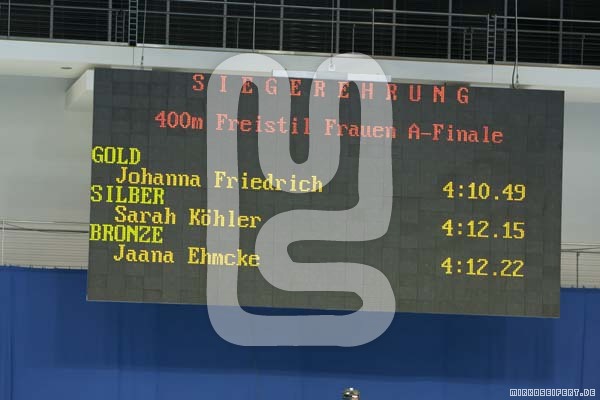 SIEGEREHRUNG
400m Freistil Frauen A-Finale
GOLD
Johanna Friedrich 4:10.49
SILBER
Sarah Köhler 4:12.15
BRONZE
Jaana Ehmcke 4:12.22
MIRKOSEIFERT.DE